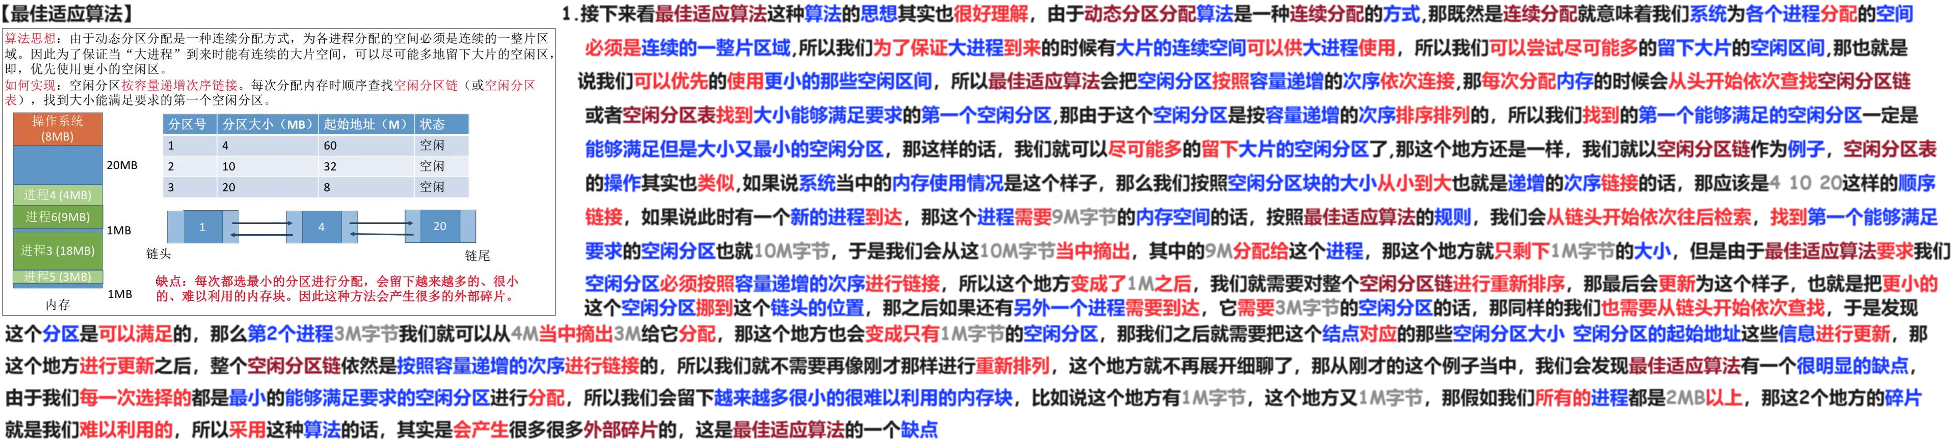 【最佳适应算法】
算法思想：由于动态分区分配是一种连续分配方式，为各进程分配的空间必须是连续的一整片区
域。因此为了保证当“大进程”到来时能有连续的大片空间，可以尽可能多地留下大片的空闲区，
即，优先使用更小的空闲区。
如何实现：空闲分区按容量递增次序链接。每次分配内存时顺序查找空闲分区链（或空闲分区
表），找到大小能满足要求的第一个空闲分区。
操作系统
(8MB)
20MB
进程4 (4MB)
进程6(9MB)
1MB
进程3 (18MB)
进程5 (3MB)
1MB
内存
分区号 分区大小（MB） 起始地址（M） 状态
1 4 60 空闲
2 10 32 空闲
3 20 8 空闲
1 4 20
链头 链尾
缺点：每次都选最小的分区进行分配，会留下越来越多的、很小
的、难以利用的内存块。因此这种方法会产生很多的外部碎片。
1.接下来看最佳适应算法这种算法的思想其实也很好理解，由于动态分区分配算法是一种连续分配的方式,那既然是连续分配就意味着我们系统为各个进程分配的空间
必须是连续的一整片区域,所以我们为了保证大进程到来的时候有大片的连续空间可以供大进程使用，所以我们可以尝试尽可能多的留下大片的空闲区间,那也就是
说我们可以优先的使用更小的那些空闲区间，所以最佳适应算法会把空闲分区按照容量递增的次序依次连接,那每次分配内存的时候会从头开始依次查找空闲分区链
或者空闲分区表找到大小能够满足要求的第一个空闲分区,那由于这个空闲分区是按容量递增的次序排序排列的，所以我们找到的第一个能够满足的空闲分区一定是
能够满足但是大小又最小的空闲分区，那这样的话，我们就可以尽可能多的留下大片的空闲分区了,那这个地方还是一样，我们就以空闲分区链作为例子，空闲分区表
的操作其实也类似,如果说系统当中的内存使用情况是这个样子，那么我们按照空闲分区块的大小从小到大也就是递增的次序链接的话，那应该是4 10 20这样的顺序
链接，如果说此时有一个新的进程到达，那这个进程需要9M字节的内存空间的话，按照最佳适应算法的规则，我们会从链头开始依次往后检索，找到第一个能够满足
要求的空闲分区也就10M字节，于是我们会从这10M字节当中摘出，其中的9M分配给这个进程，那这个地方就只剩下1M字节的大小，但是由于最佳适应算法要求我们
空闲分区必须按照容量递增的次序进行链接，所以这个地方变成了1M之后，我们就需要对整个空闲分区链进行重新排序，那最后会更新为这个样子，也就是把更小的
这个空闲分区挪到这个链头的位置，那之后如果还有另外一个进程需要到达，它需要3M字节的空闲分区的话，那同样的我们也需要从链头开始依次查找，于是发现
这个分区是可以满足的，那么第2个进程3M字节我们就可以从4M当中摘出3M给它分配，那这个地方也会变成只有1M字节的空闲分区，那我们之后就需要把这个结点对应的那些空闲分区大小 空闲分区的起始地址这些信息进行更新，那
这个地方进行更新之后，整个空闲分区链依然是按照容量递增的次序进行链接的，所以我们就不需要再像刚才那样进行重新排列，这个地方就不再展开细聊了，那从刚才的这个例子当中，我们会发现最佳适应算法有一个很明显的缺点，
由于我们每一次选择的都是最小的能够满足要求的空闲分区进行分配，所以我们会留下越来越多很小的很难以利用的内存块，比如说这个地方有1M字节，这个地方又1M字节，那假如我们所有的进程都是2MB以上，那这2个地方的碎片
就是我们难以利用的，所以采用这种算法的话，其实是会产生很多很多外部碎片的，这是最佳适应算法的一个缺点